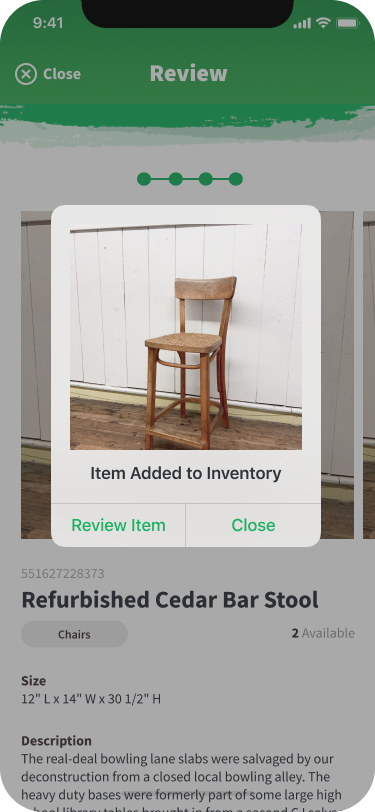 9:41
Close
Review
Item Added to Inventory
Review Item
Close
551627228373
Refurbished Cedar Bar Stool
Chairs
2 Available
Size
12" L x 14" W x 30 1/2" H
Description
The real-deal bowling lane slabs were salvaged by our
deconstruction from a closed local bowling alley. The
heavy duty bases were formerly part of some large high